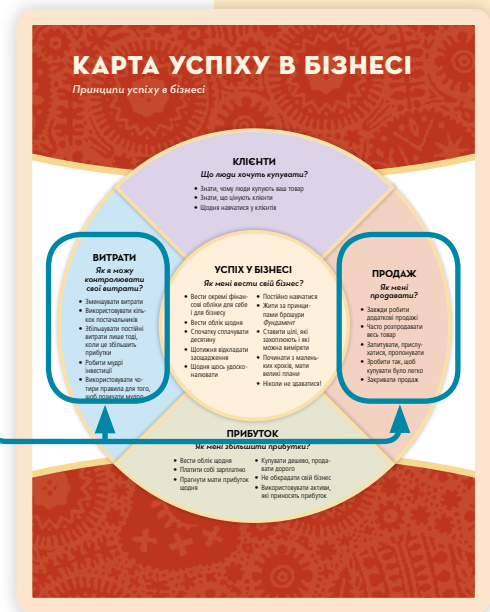 КАРТА УСПІХУ В БІЗНЕСІ
Принципи успіху в бізнесі
КЛІЄНТИ
Що люди хочуть купувати?
• Знати, чому люди купують ваш товар
• Знати, що цінують клієнти
• Щодня навчатися у клієнтів
ВИТРАТИ
Як я можу
контролювати
свої витрати?
• Зменшувати витрати
• Використовувати кіль-
кох постачальників
• Збільшувати постійні
витрати лише тоді,
коли це збільшить
прибутки
• Робити мудрі
інвестиції
• Використовувати чо-
тири правила для того,
щоб позичати мудро
УСПІХ У БІЗНЕСІ
Як мені вести свій бізнес?
• Вести окремі фінан-
сові обліки для себе
і для бізнесу
• Вести облік щодня
• Спочатку сплачувати
десятину
• Щотижня відкладати
заощадження
• Щодня щось удоско-
налювати
• Постійно навчатися
• Жити за принци-
пами брошури
Фундамент
• Ставити цілі, які
захоплюють і які
можна виміряти
• Починати з малень-
ких кроків, мати
великі плани
• Ніколи не здаватися!
ПРОДАЖ
Як мені
продавати?
• Завжди робити
додаткові продажі
• Часто розпродавати
весь товар
• Запитувати, прислу-
хатися, пропонувати
• Зробити так, щоб
купувати було легко
• Закривати продаж
ПРИБУТОК
Як мені збільшити прибутки?
• Вести облік щодня
• Платити собі зарплатню
• Прагнути мати прибуток
щодня
• Купувати дешево, прода-
вати дорого
• Не обкрадати свій бізнес
• Використовувати активи,
які приносять прибуток